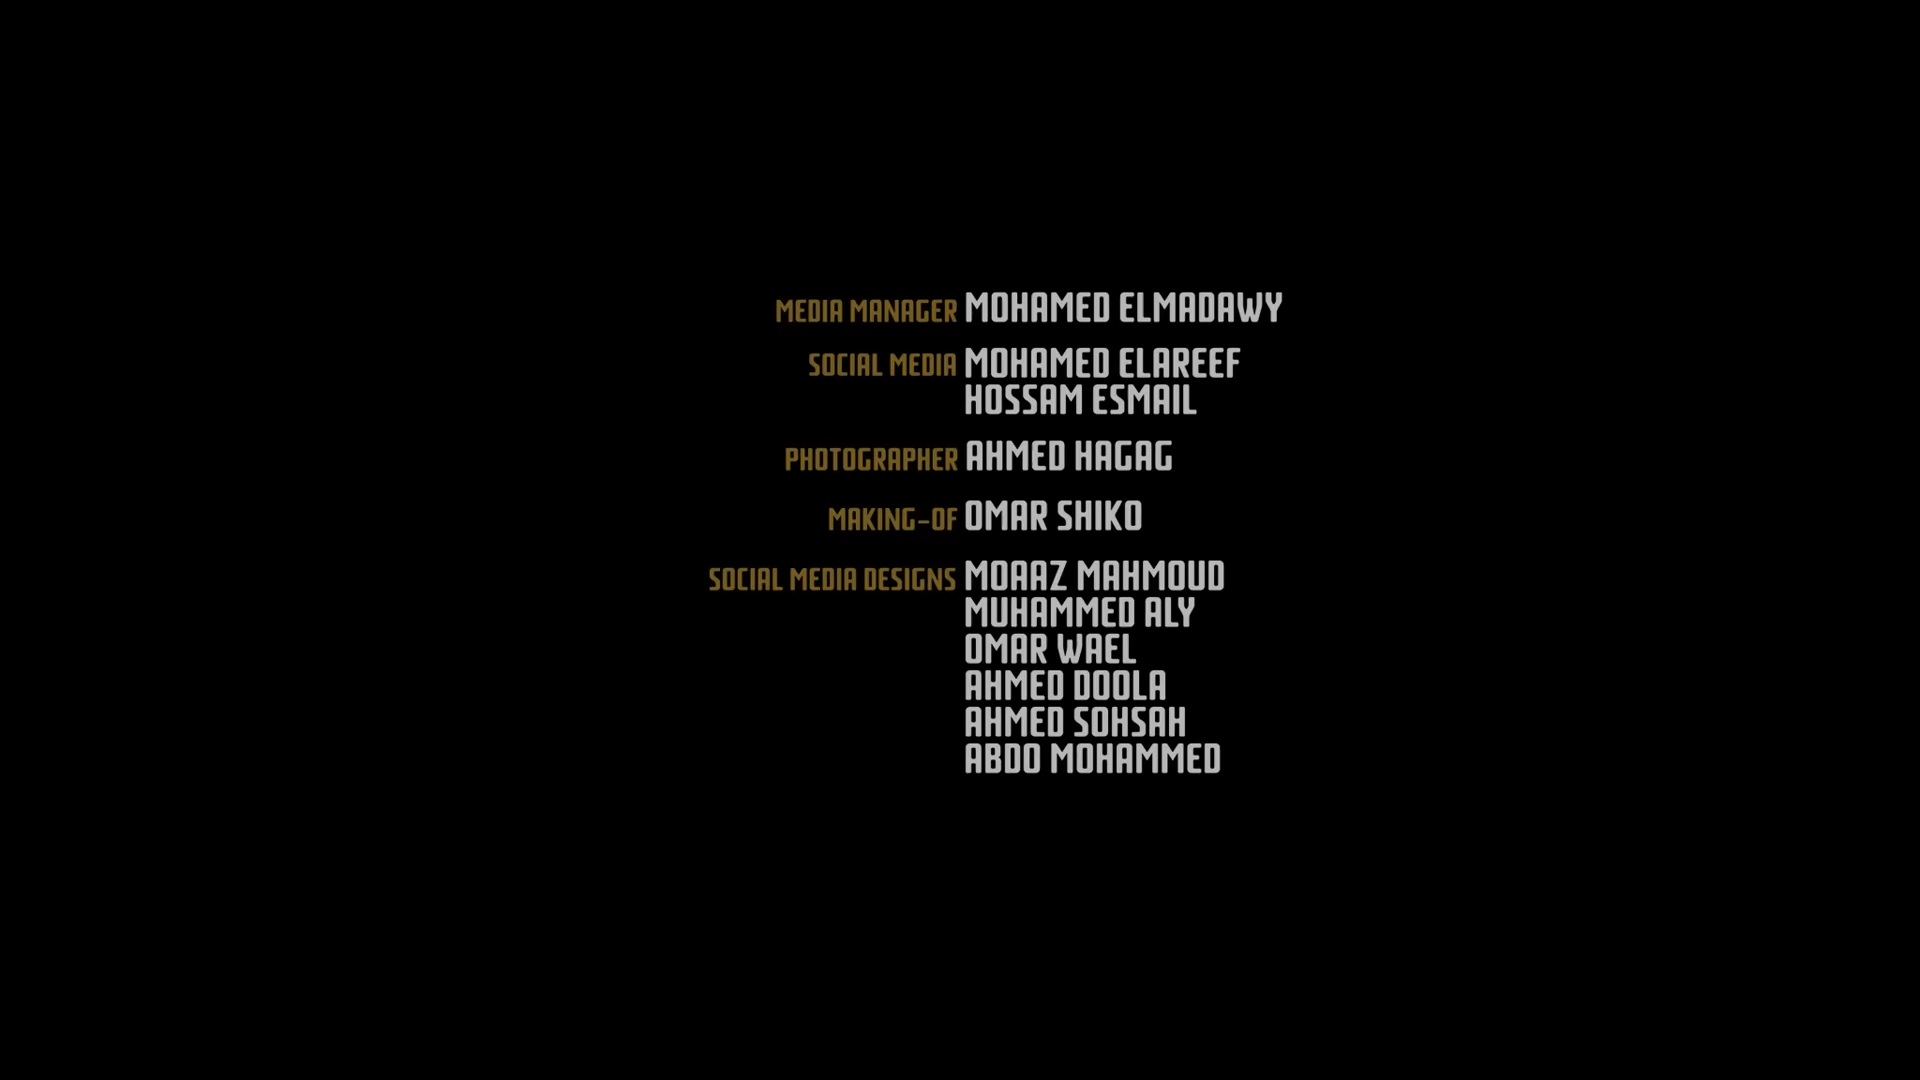 MEDIA MANAGER MOHAMED ELMADAWY
SOCIAL MEDIA MOHAMED ELAREEF
HOSSAM ESMAIL
PHOTOGRAPHER AHMED HAGAG
MAKING-OF OMAR SHIKO
SOCIAL MEDIA DESIGNS MOAAZ MAHMOUD
MUHAMMED ALY
OMAR WAEL
AHMED DOOLA
AHMED SOHSAH
ABDO MOHAMMED